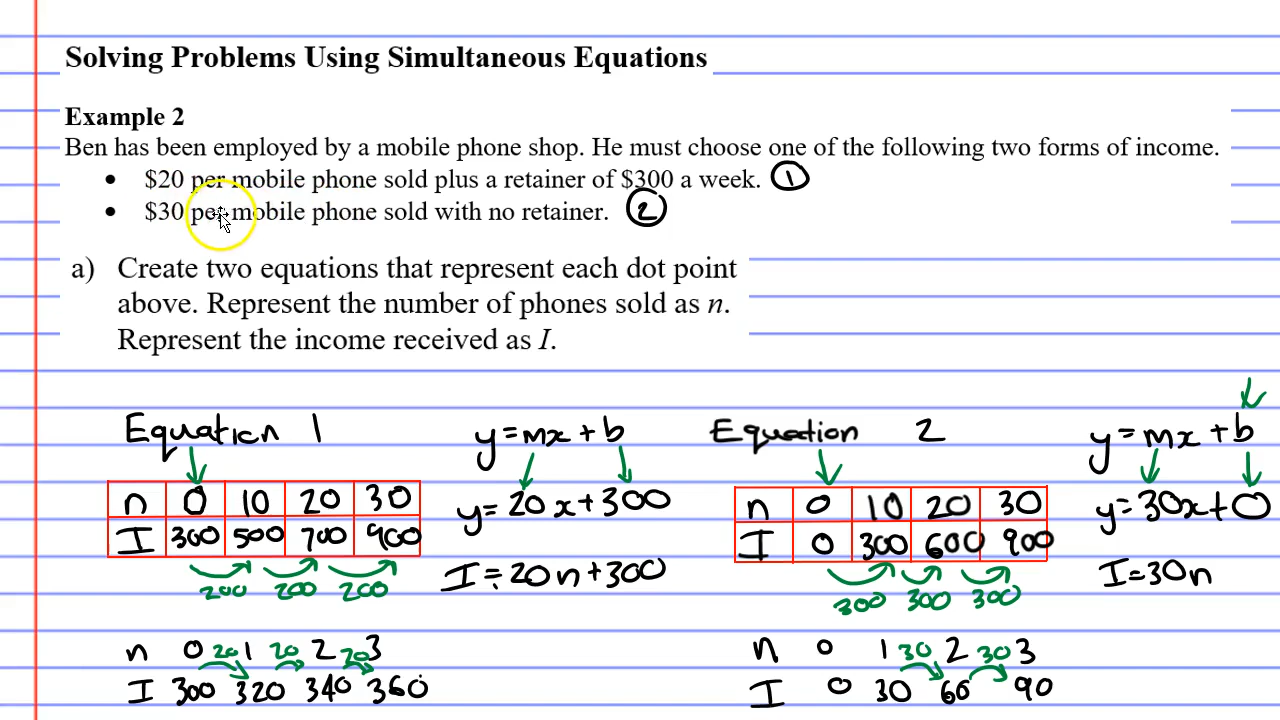 Solving Problems Using Simultaneous Equations
Example 2
Ben has been employed by a mobile phone shop. He must choose one of the following two forms of income.
• $20 per mobile phone sold plus a retainer of $300 a week. 1
• $30 per mobile phone sold with no retainer. 2
a) Create two equations that represent each dot point
above. Represent the number of phones sold as n.
Represent the income received as I.
Equation 1
y=mx+b
n 0 10 20 30
I 300 500 700 900
200 200 200
y=20x+300
I=20n+300
n 0 1 2 3
20 20 20
I 300 320 340 360
Equation 2
y=mx+b
n 0 10 20 30
I 0 300 600 900
300 300 300
y=30x+0
I=30n
n 0 1 2 3
30 30
I 0 30 60 90